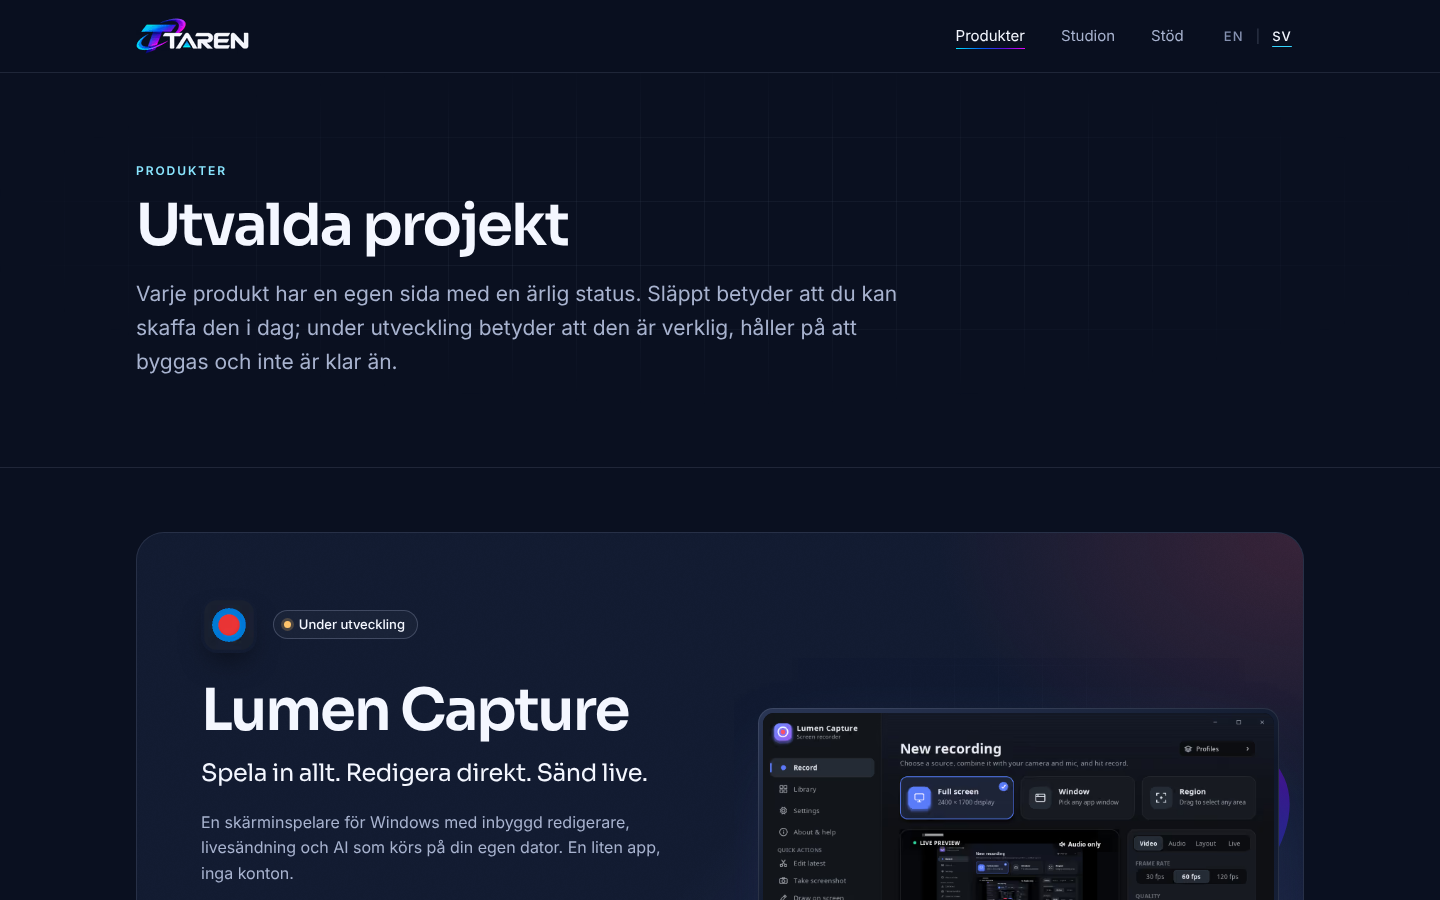 TAREN
Produkter
Studion
Stöd
EN
SV
PRODUKTER
Utvalda projekt
Varje produkt har en egen sida med en ärlig status. Släppt betyder att du kan
skaffa den i dag; under utveckling betyder att den är verklig, håller på att
byggas och inte är klar än.
Under utveckling
Lumen Capture
Spela in allt. Redigera direkt. Sänd live.
En skärminspelare för Windows med inbyggd redigerare,
livesändning och AI som körs på din egen dator. En liten app,
inga konton.
Lumen Capture
Screen recorder
Record
Library
Settings
About & help
QUICK ACTIONS
Edit latest
Take screenshot
Draw on screen
New recording
Choose a source, combine it with your camera and mic, and hit record.
Profiles
Full screen
2400 × 1700 display
Window
Pick any app window
Region
Drag to select any area
LIVE PREVIEW
Audio only
Video
Audio
Layout
Live
FRAME RATE
30 fps
60 fps
120 fps
QUALITY